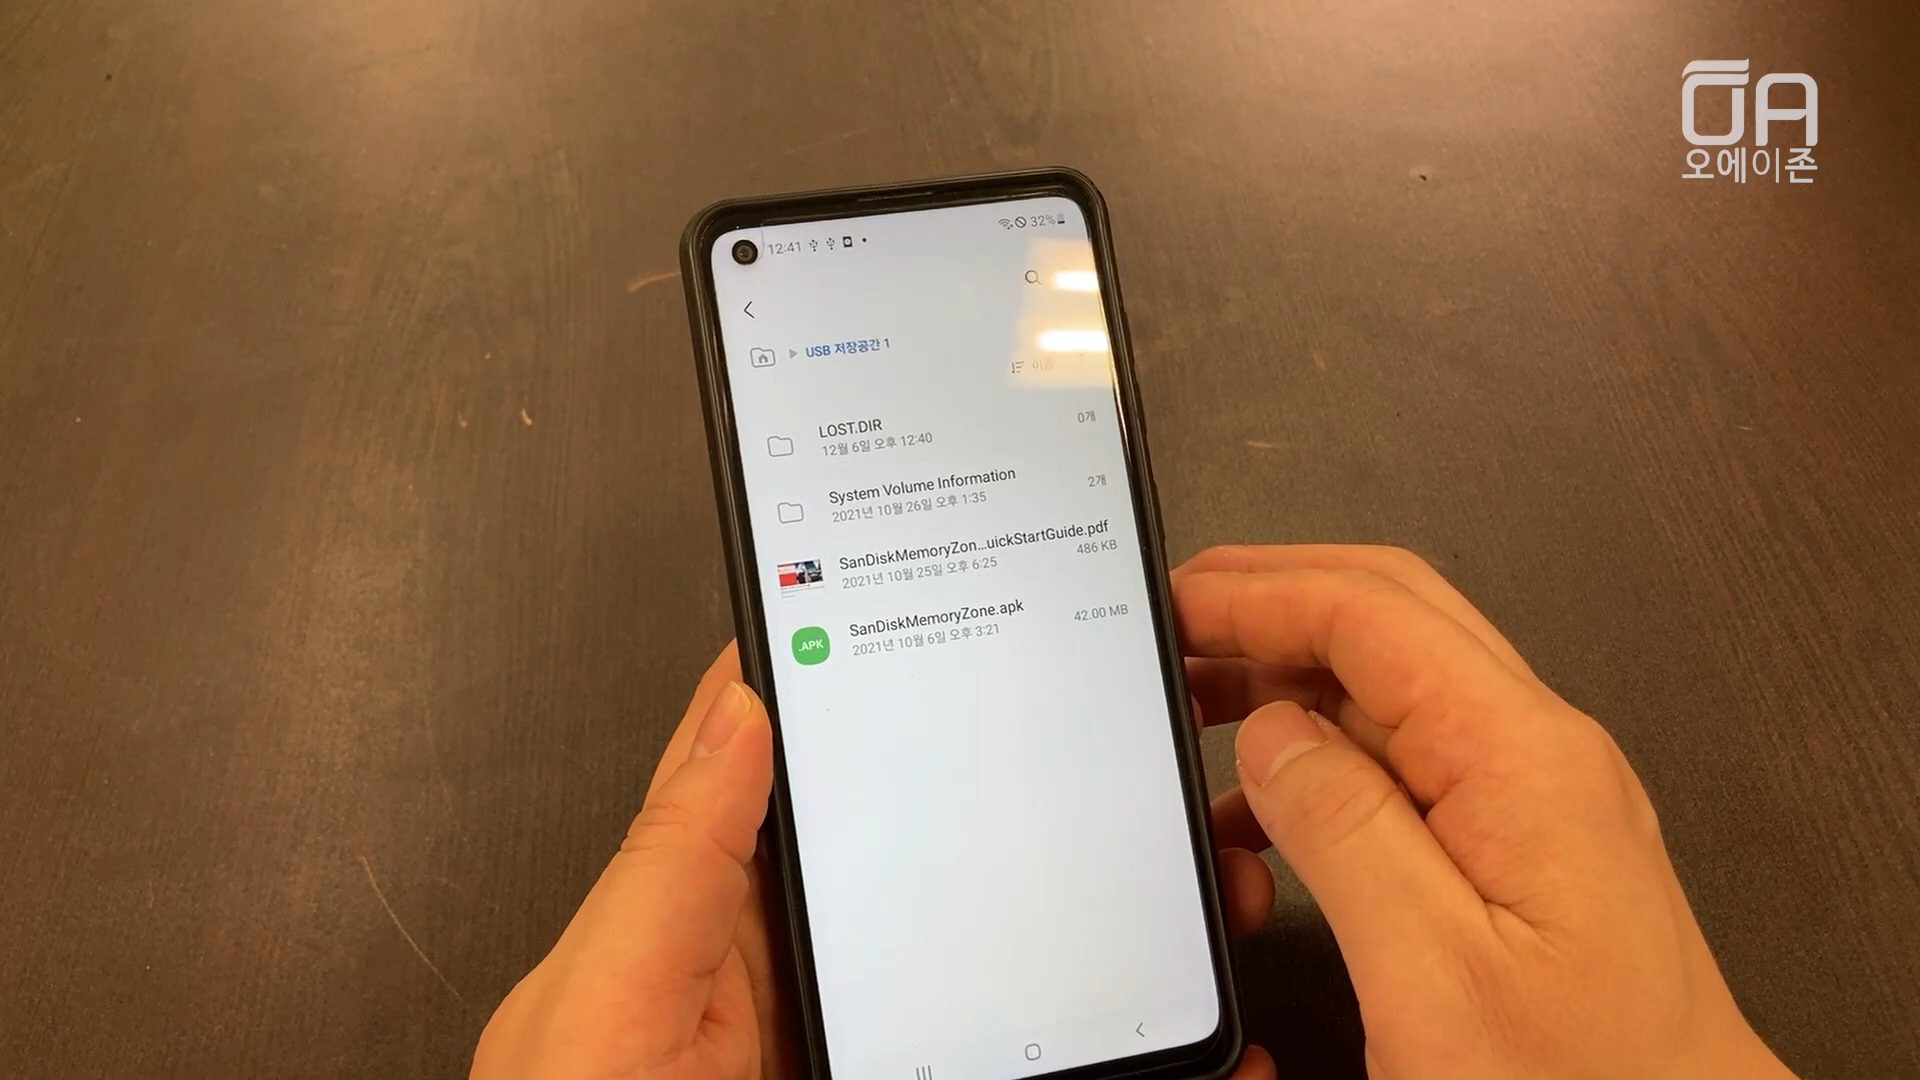 OA
오에이존
12:41
32%
USB 저장공간 1
이름
LOST.DIR
0개
12월 6일 오후 12:40
System Volume Information
2개
2021년 10월 26일 오후 1:35
SanDiskMemoryZon...uickStartGuide.pdf
486 KB
2021년 10월 25일 오후 6:25
.APK
SanDiskMemoryZone.apk
42.00 MB
2021년 10월 6일 오후 3:21